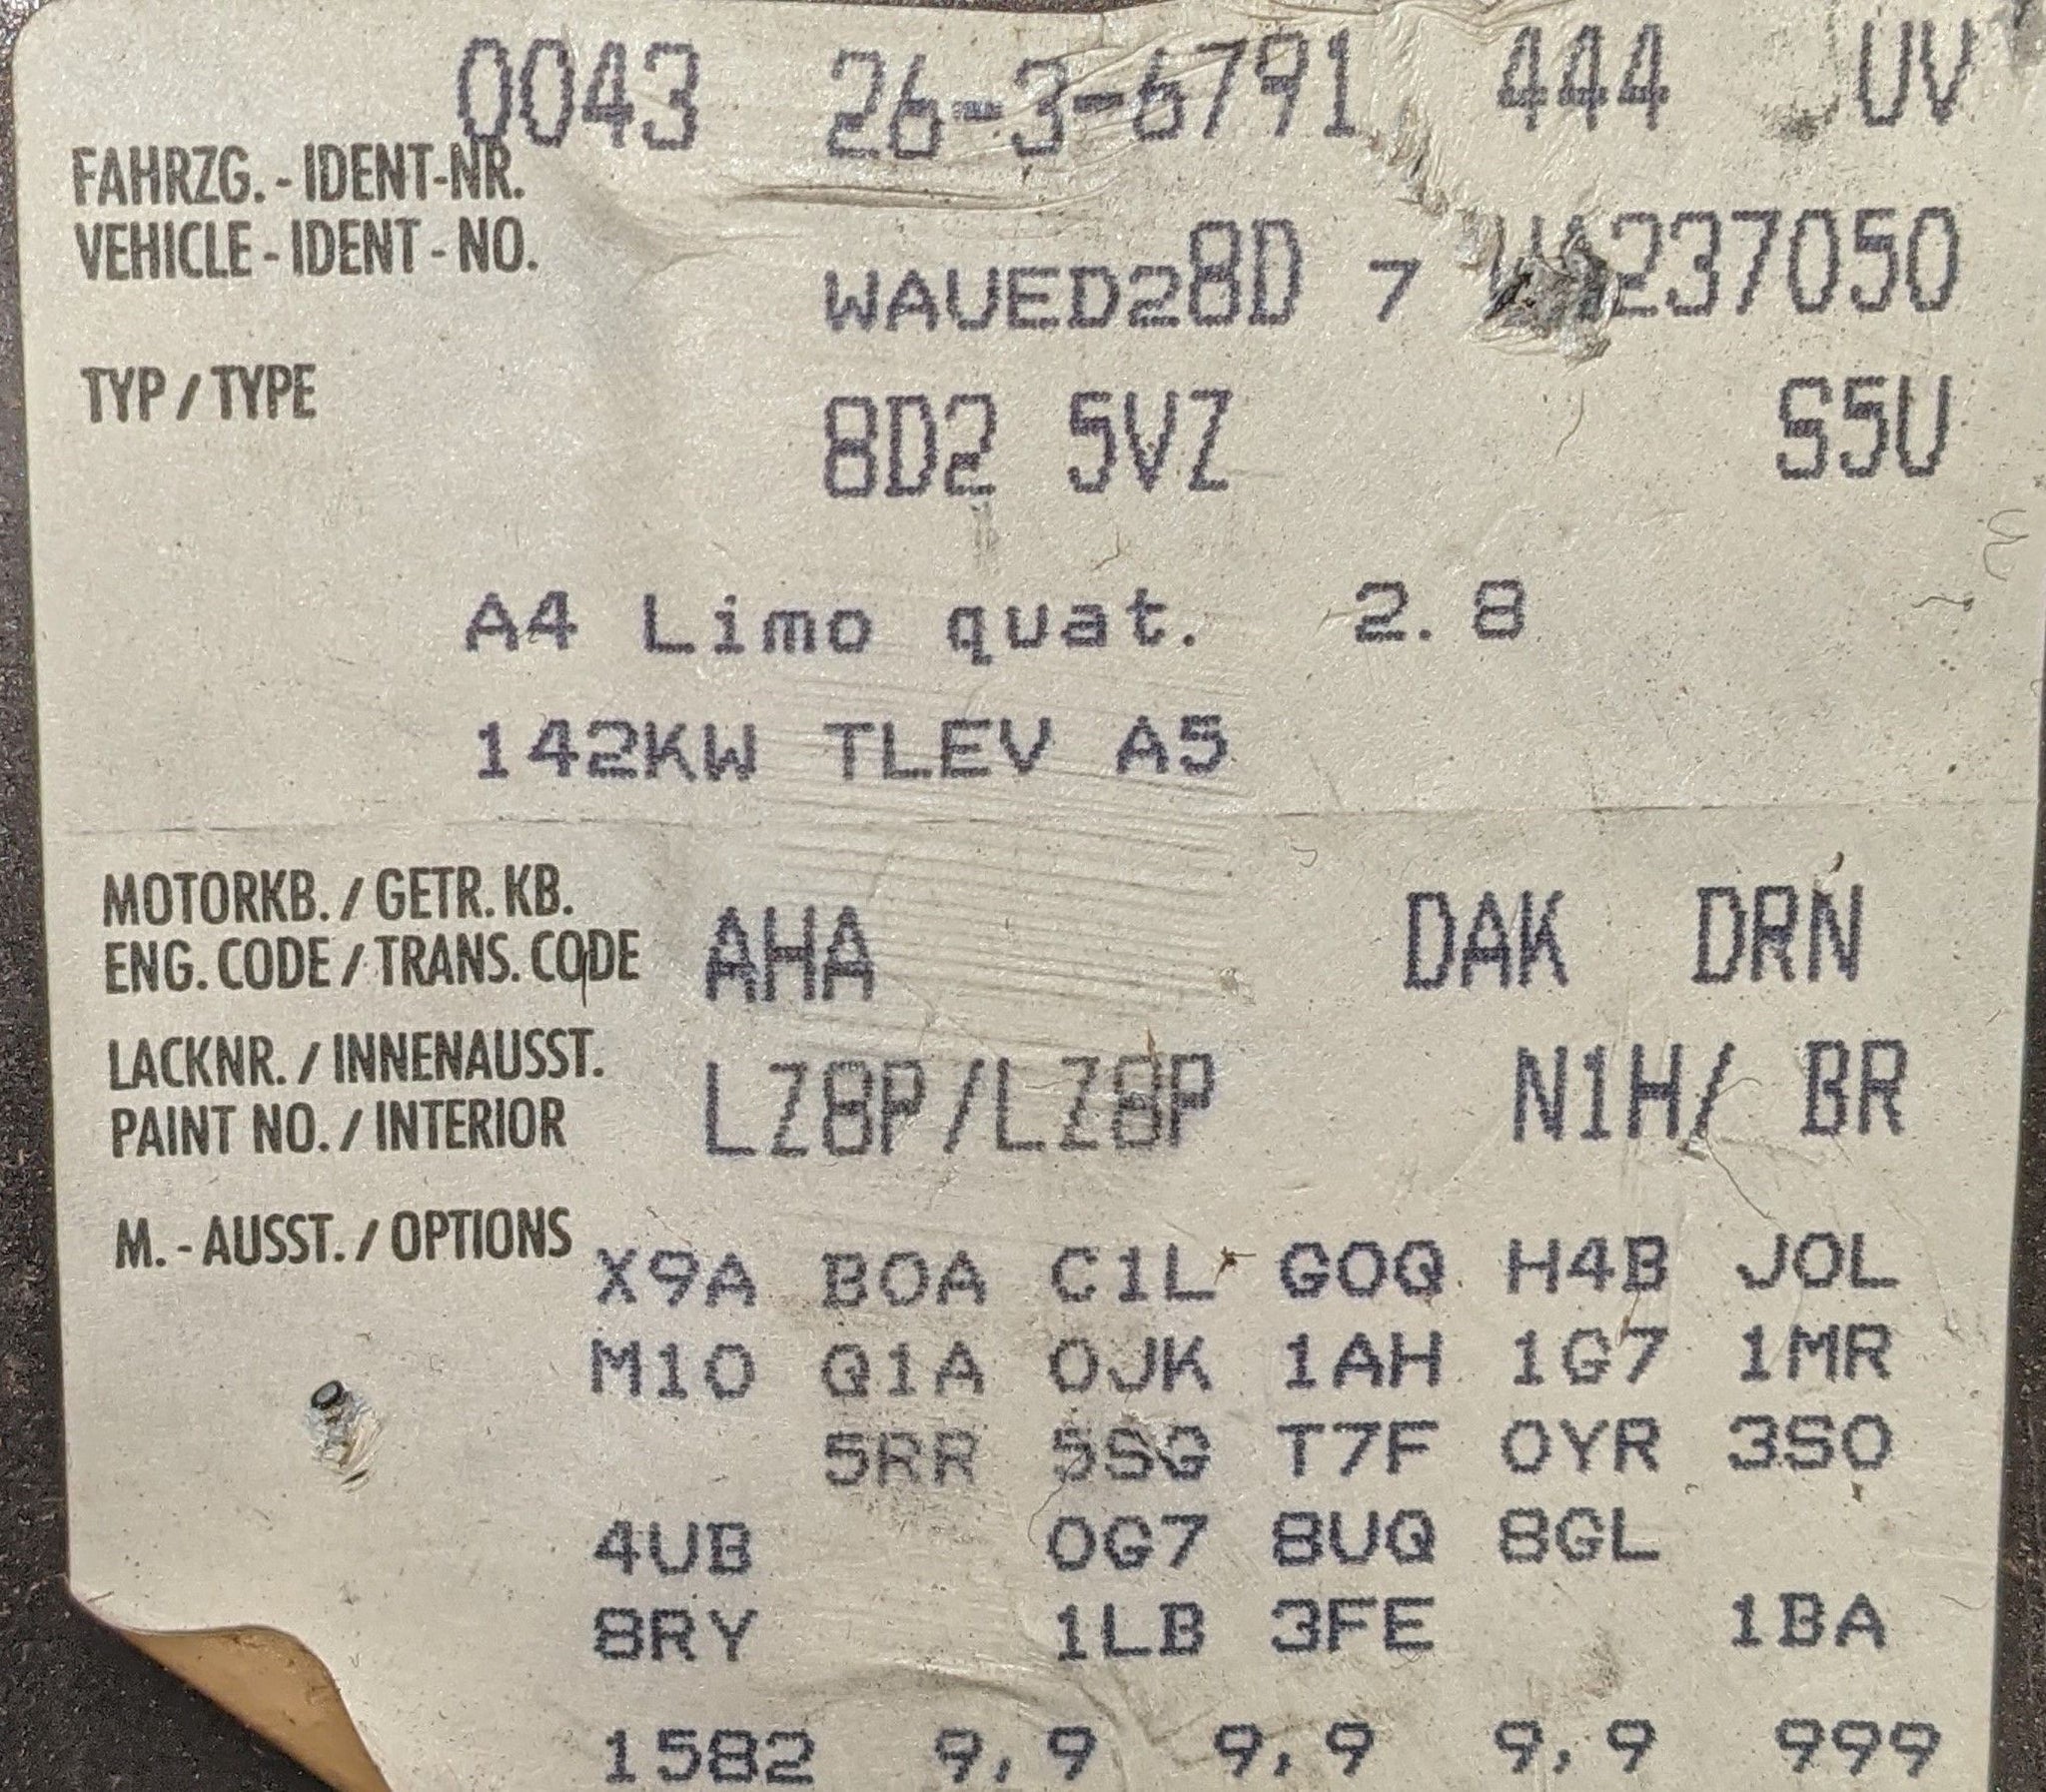 0043 26-3-6791 444 UV
FAHRZG. - IDENT-NR.
VEHICLE - IDENT - NO.
WAUED28D 7 WA237050
TYP / TYPE 8D2 5VZ S5U
A4 Limo quat. 2.8
142KW TLEV A5
MOTORKB. / GETR. KB.
ENG. CODE / TRANS. CODE AHA DAK DRN
LACKNR. / INNENAUSST.
PAINT NO. / INTERIOR LZ8P/LZ8P N1H/ BR
M. - AUSST. / OPTIONS
X9A B0A C1L G0Q H4B J0L
M10 Q1A 0JK 1AH 1G7 1MR
5RR 5SG T7F 0YR 3S0
4UB 0G7 8UQ 8GL
8RY 1LB 3FE 1BA
1582 9,9 9,9 9,9 999